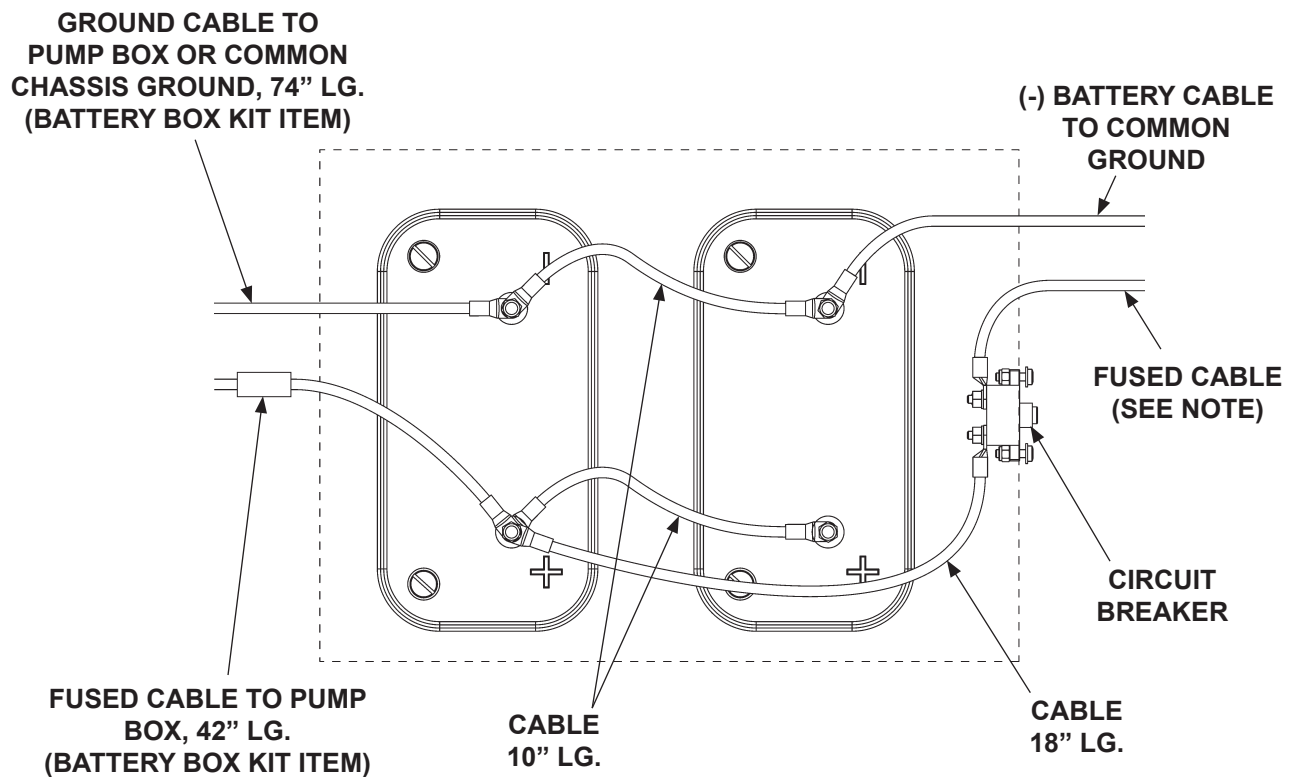 GROUND CABLE TO
PUMP BOX OR COMMON
CHASSIS GROUND, 74” LG.
(BATTERY BOX KIT ITEM)
(-) BATTERY CABLE
TO COMMON
GROUND
FUSED CABLE
(SEE NOTE)
CIRCUIT
BREAKER
FUSED CABLE TO PUMP
BOX, 42” LG.
(BATTERY BOX KIT ITEM)
CABLE
10” LG.
CABLE
18” LG.